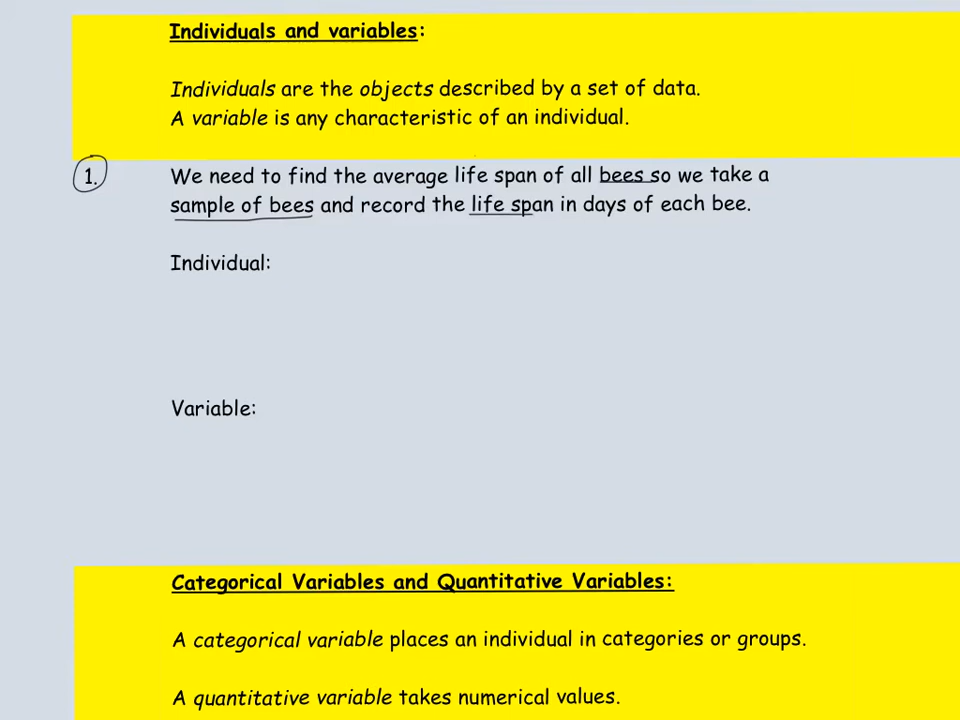 Individuals and variables:
Individuals are the objects described by a set of data.
A variable is any characteristic of an individual.
1. We need to find the average life span of all bees so we take a
sample of bees and record the life span in days of each bee.
Individual:
Variable:
Categorical Variables and Quantitative Variables:
A categorical variable places an individual in categories or groups.
A quantitative variable takes numerical values.